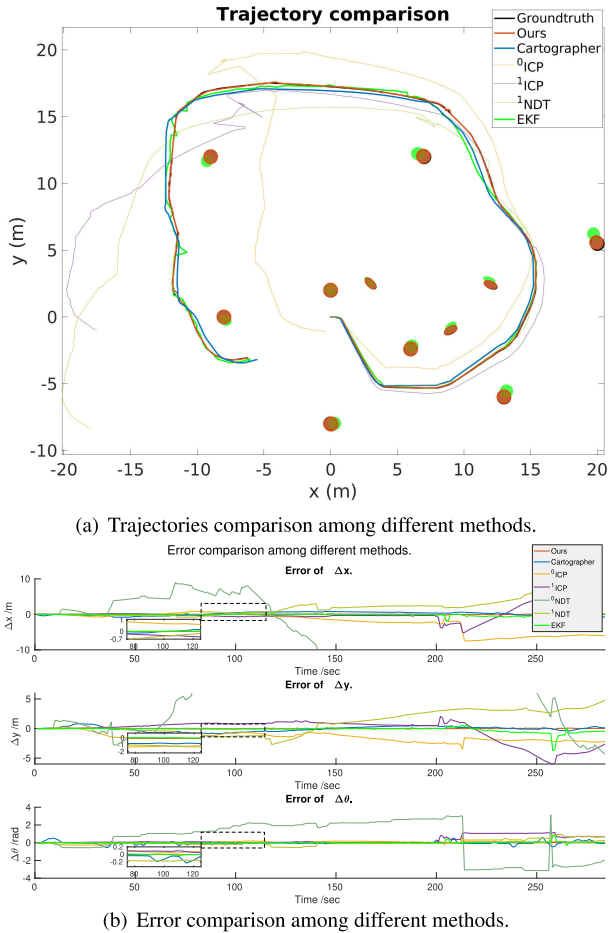 Trajectory comparison
Groundtruth
Ours
Cartographer
⁰ICP
¹ICP
¹NDT
EKF
20
15
10
5
0
-5
-10
y (m)
-20
-15
-10
-5
0
5
10
15
20
x (m)
(a) Trajectories comparison among different methods.
Error comparison among different methods.
Ours
Cartographer
⁰ICP
¹ICP
⁰NDT
¹NDT
EKF
Error of Δx.
10
0
-10
Δx /m
1
0
-0.7
80
100
120
0
50
100
150
200
250
Time /sec
Error of Δy.
5
0
-5
Δy /m
0
-2
80
100
120
0
50
100
150
200
250
Time /sec
Error of Δθ.
4
2
0
-2
-4
Δθ /rad
0.2
-0.2
80
100
120
0
50
100
150
200
250
Time /sec
(b) Error comparison among different methods.